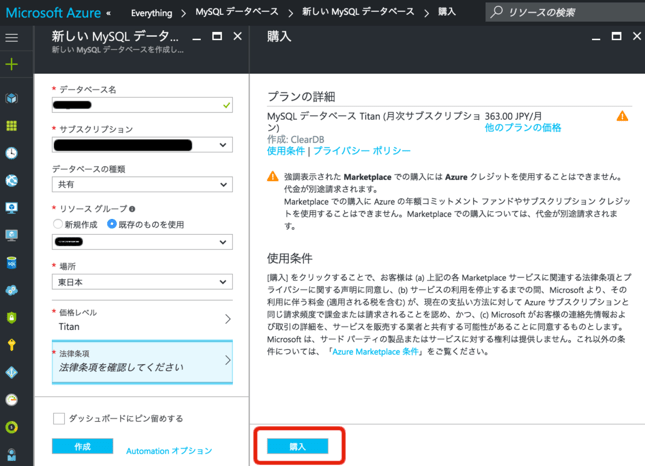 Microsoft Azure « Everything > MySQL データベース > 新しい MySQL データベース > 購入 リソースの検索
新しい MySQL データ...
新しい MySQL データベースを作成し...
* データベース名
* サブスクリプション
データベースの種類
共有
* リソース グループ
新規作成 既存のものを使用
* 場所
東日本
* 価格レベル
Titan
* 法律条項
法律条項を確認してください
ダッシュボードにピン留めする
作成 Automation オプション
購入
プランの詳細
MySQL データベース Titan (月次サブスクリプショ 363.00 JPY/月
ン) 他のプランの価格
作成: ClearDB
使用条件 | プライバシー ポリシー
強調表示された Marketplace での購入には Azure クレジットを使用することはできません。
代金が別途請求されます。
Marketplace での購入に Azure の年額コミットメント ファンドやサブスクリプション クレジ
ットを使用することはできません。Marketplace での購入については、代金が別途請求されま
す。
使用条件
[購入] をクリックすることで、お客様は (a) 上記の各 Marketplace サービスに関連する法律条項とプ
ライバシーに関する声明に同意し、(b) サービスの利用を停止するまでの間、Microsoft より、その
利用に伴う料金 (適用される税を含む) が、現在の支払い方法に対して Azure サブスクリプションと
同じ請求頻度で課金または請求されることを認め、かつ、(c) Microsoft がお客様の連絡先情報およ
び取引の詳細を、サービスを販売する業者と共有する可能性があることに同意するものとします。
Microsoft は、サード パーティの製品またはサービスに対する権利は提供しません。これ以外の条
件については、「Azure Marketplace 条件」をご覧ください。
購入